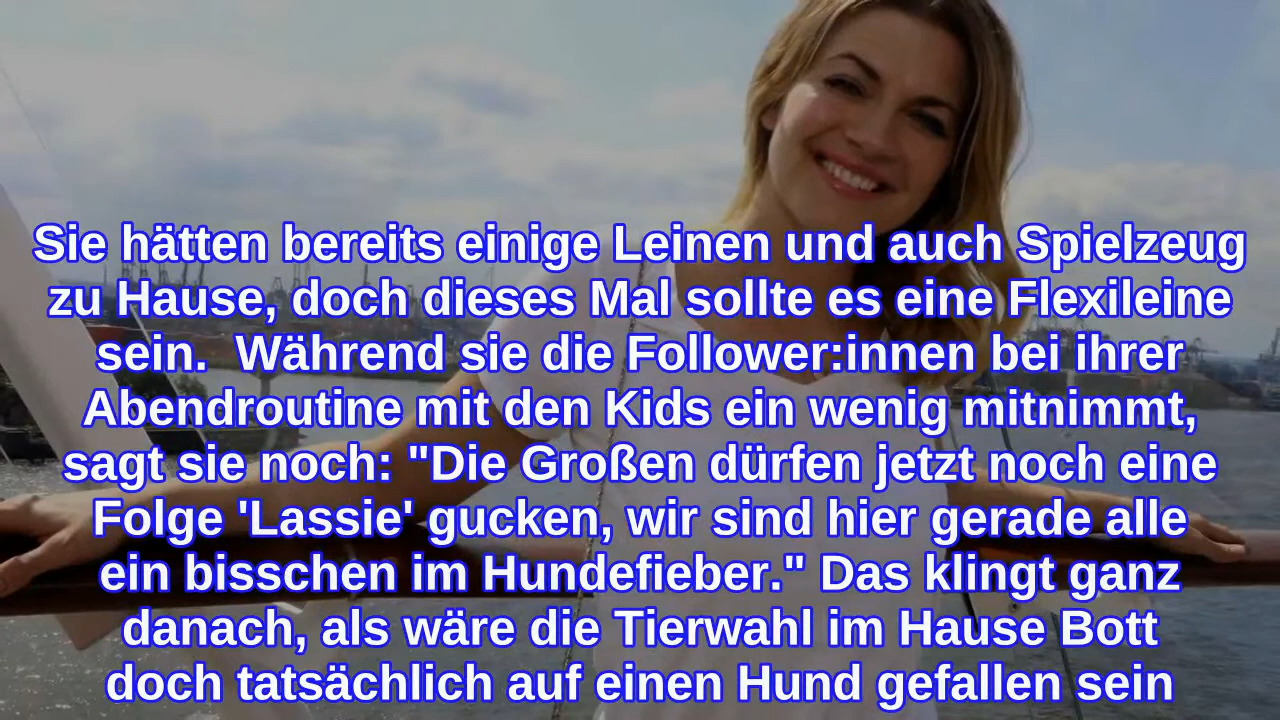 Sie hätten bereits einige Leinen und auch Spielzeug
zu Hause, doch dieses Mal sollte es eine Flexileine
sein.  Während sie die Follower:innen bei ihrer
Abendroutine mit den Kids ein wenig mitnimmt,
sagt sie noch: "Die Großen dürfen jetzt noch eine
Folge 'Lassie' gucken, wir sind hier gerade alle
ein bisschen im Hundefieber." Das klingt ganz
danach, als wäre die Tierwahl im Hause Bott
doch tatsächlich auf einen Hund gefallen sein